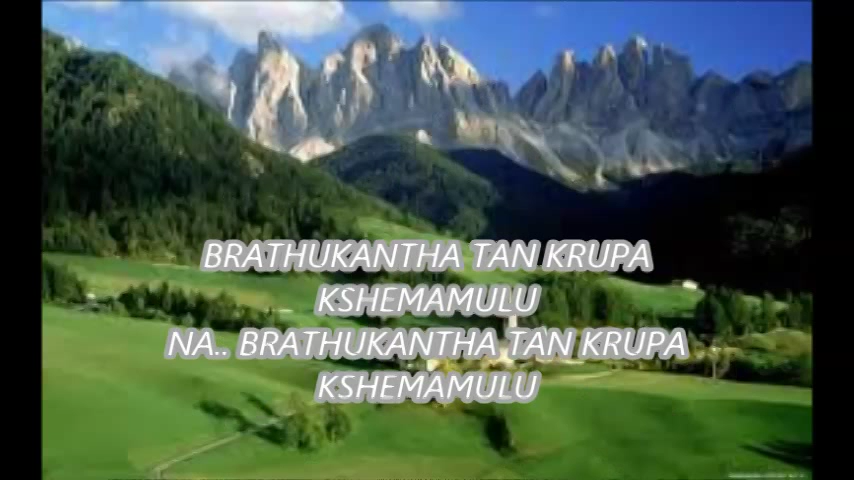 BRATHUKANTHA TAN KRUPA
KSHEMAMULU
NA.. BRATHUKANTHA TAN KRUPA
KSHEMAMULU